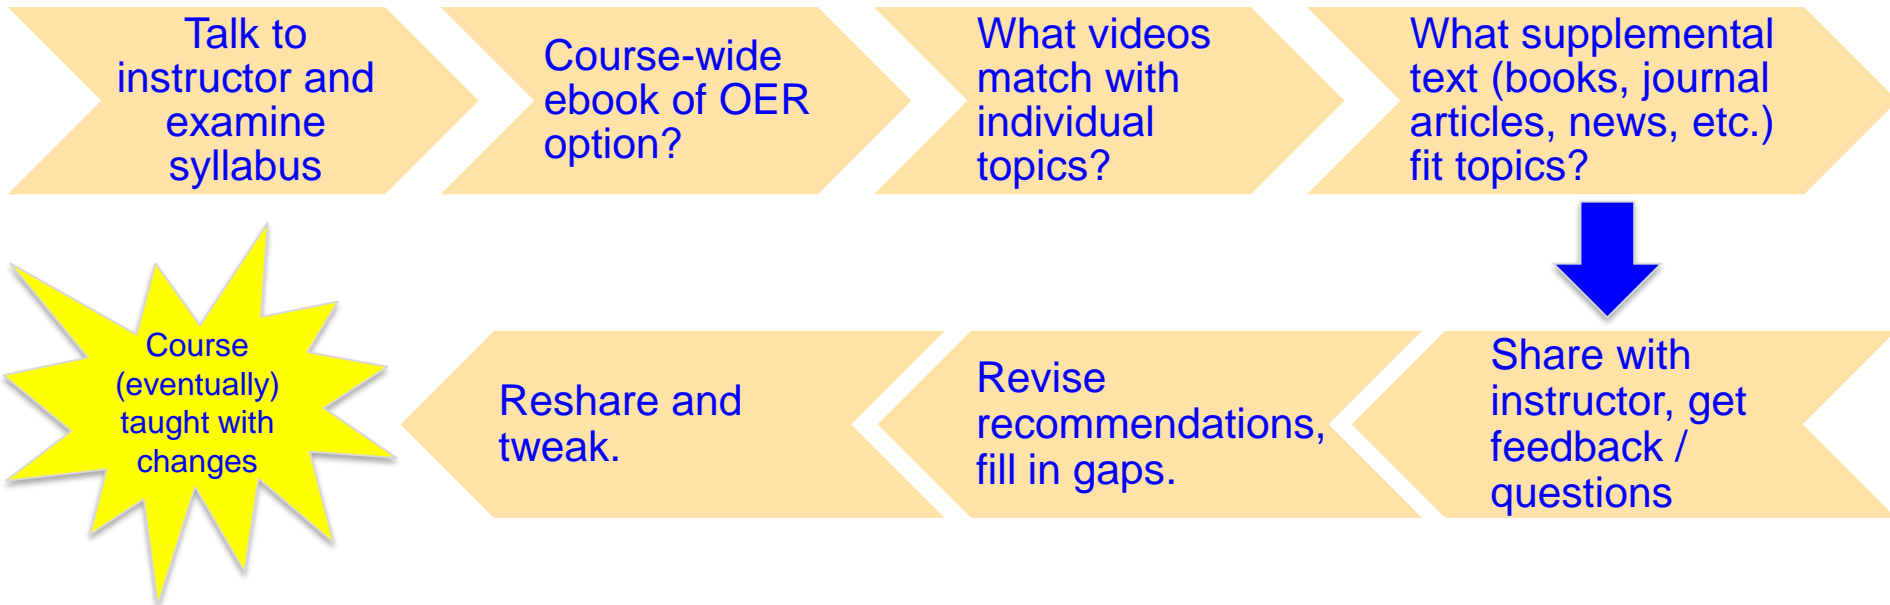 Talk to
instructor and
examine
syllabus
Course-wide
ebook of OER
option?
What videos
match with
individual
topics?
What supplemental
text (books, journal
articles, news, etc.)
fit topics?
Share with
instructor, get
feedback /
questions
Revise
recommendations,
fill in gaps.
Reshare and
tweak.
Course
(eventually)
taught with
changes